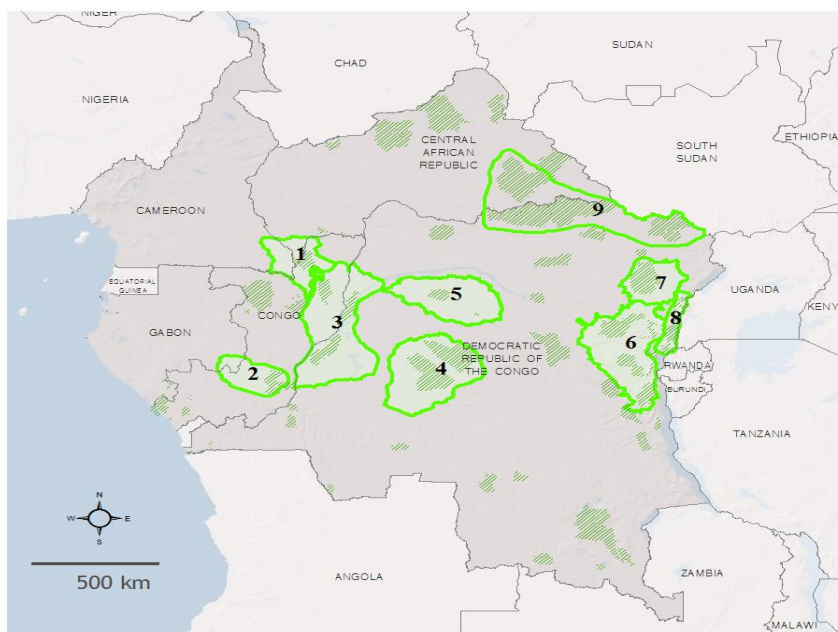 NIGER
SUDAN
CHAD
NIGERIA
CENTRAL
AFRICAN
REPUBLIC
SOUTH
SUDAN
ETHIOPIA
CAMEROON
9
1
EQUATORIAL
GUINEA
7
UGANDA
KENY
5
GABON
CONGO
3
8
6
DEMOCRATIC
REPUBLIC OF
THE CONGO
4
2
RWANDA
BURUNDI
TANZANIA
N
W
E
S
500 km
ANGOLA
ZAMBIA
MALAWI